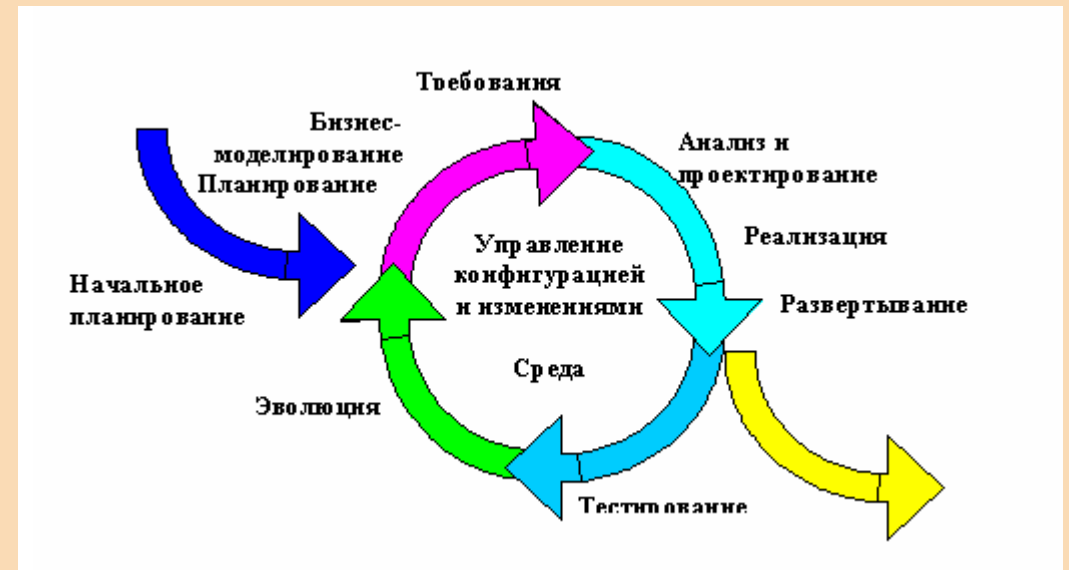 Требования
Бизнес-
моделирование
Планирование
Анализ и
проектирование
Реализация
Управление
конфигурацией
и изменениями
Начальное
планирование
Развертывание
Среда
Эволюция
Тестирование